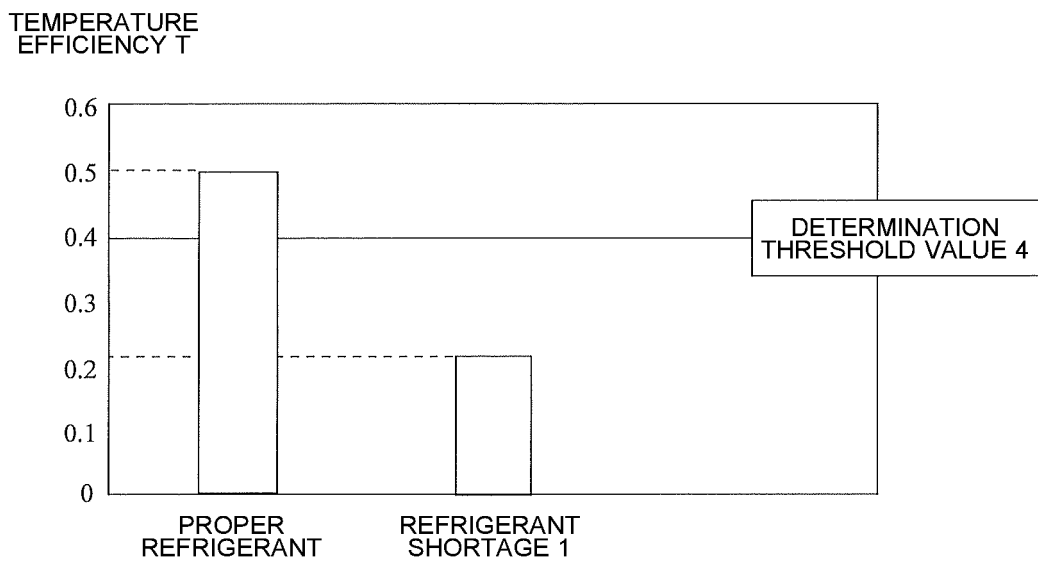 TEMPERATURE
EFFICIENCY T
0.6
0.5
0.4
0.3
0.2
0.1
0
DETERMINATION
THRESHOLD VALUE 4
PROPER
REFRIGERANT
REFRIGERANT
SHORTAGE 1